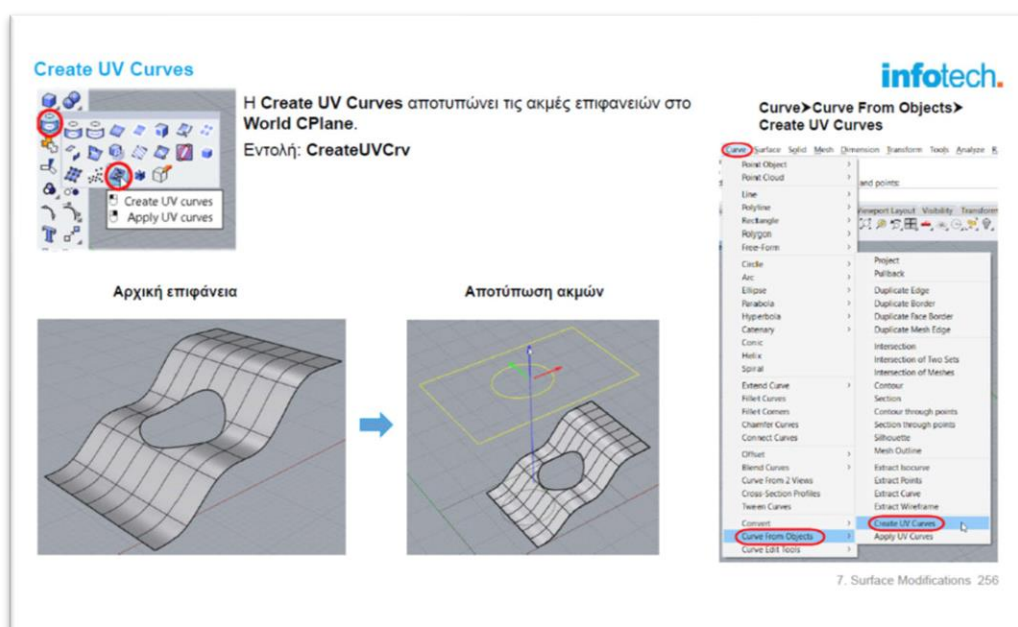 Create UV Curves
infotech.
Η Create UV Curves αποτυπώνει τις ακμές επιφανειών στο
World CPlane.
Εντολή: CreateUVCrv
Create UV curves
Apply UV curves
Curve➤Curve From Objects➤
Create UV Curves
Αρχική επιφάνεια
Αποτύπωση ακμών
Curve Surface Solid Mesh Dimension Transform Tools Analyze
Point Object
Point Cloud
and points:
Line
Polyline
Viewport Layout Visibility Transform
Rectangle
Polygon
Free-Form
Circle
Arc
Ellipse
Parabola
Hyperbola
Catenary
Conic
Helix
Spiral
Extend Curve
Fillet Curves
Fillet Corners
Chamfer Curves
Connect Curves
Offset
Blend Curves
Curve From 2 Views
Cross-Section Profiles
Tween Curves
Convert
Curve From Objects
Curve Edit Tools
Project
Pullback
Duplicate Edge
Duplicate Border
Duplicate Face Border
Duplicate Mesh Edge
Intersection
Intersection of Two Sets
Intersection of Meshes
Contour
Section
Contour through points
Section through points
Silhouette
Mesh Outline
Extract Isocurve
Extract Points
Extract Curve
Extract Wireframe
Create UV Curves
Apply UV Curves
7. Surface Modifications 256